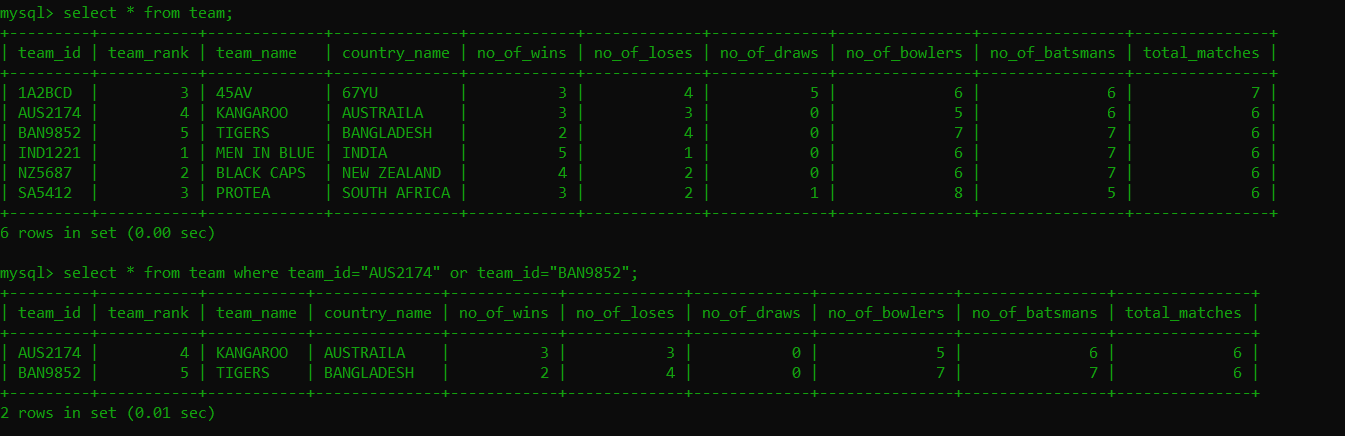 mysql> select * from team;
+---------+-----------+-------------+--------------+------------+-------------+-------------+---------------+----------------+---------------+
| team_id | team_rank | team_name   | country_name | no_of_wins | no_of_loses | no_of_draws | no_of_bowlers | no_of_batsmans | total_matches |
+---------+-----------+-------------+--------------+------------+-------------+-------------+---------------+----------------+---------------+
| 1A2BCD  |         3 | 45AV        | 67YU         |          3 |           4 |           5 |             6 |              6 |             7 |
| AUS2174 |         4 | KANGAROO    | AUSTRAILA    |          3 |           3 |           0 |             5 |              6 |             6 |
| BAN9852 |         5 | TIGERS      | BANGLADESH   |          2 |           4 |           0 |             7 |              7 |             6 |
| IND1221 |         1 | MEN IN BLUE | INDIA        |          5 |           1 |           0 |             6 |              7 |             6 |
| NZ5687  |         2 | BLACK CAPS  | NEW ZEALAND  |          4 |           2 |           0 |             6 |              7 |             6 |
| SA5412  |         3 | PROTEA      | SOUTH AFRICA |          3 |           2 |           1 |             8 |              5 |             6 |
+---------+-----------+-------------+--------------+------------+-------------+-------------+---------------+----------------+---------------+
6 rows in set (0.00 sec)
mysql> select * from team where team_id="AUS2174" or team_id="BAN9852";
+---------+-----------+-----------+--------------+------------+-------------+-------------+---------------+----------------+---------------+
| team_id | team_rank | team_name | country_name | no_of_wins | no_of_loses | no_of_draws | no_of_bowlers | no_of_batsmans | total_matches |
+---------+-----------+-----------+--------------+------------+-------------+-------------+---------------+----------------+---------------+
| AUS2174 |         4 | KANGAROO  | AUSTRAILA    |          3 |           3 |           0 |             5 |              6 |             6 |
| BAN9852 |         5 | TIGERS    | BANGLADESH   |          2 |           4 |           0 |             7 |              7 |             6 |
+---------+-----------+-----------+--------------+------------+-------------+-------------+---------------+----------------+---------------+
2 rows in set (0.01 sec)